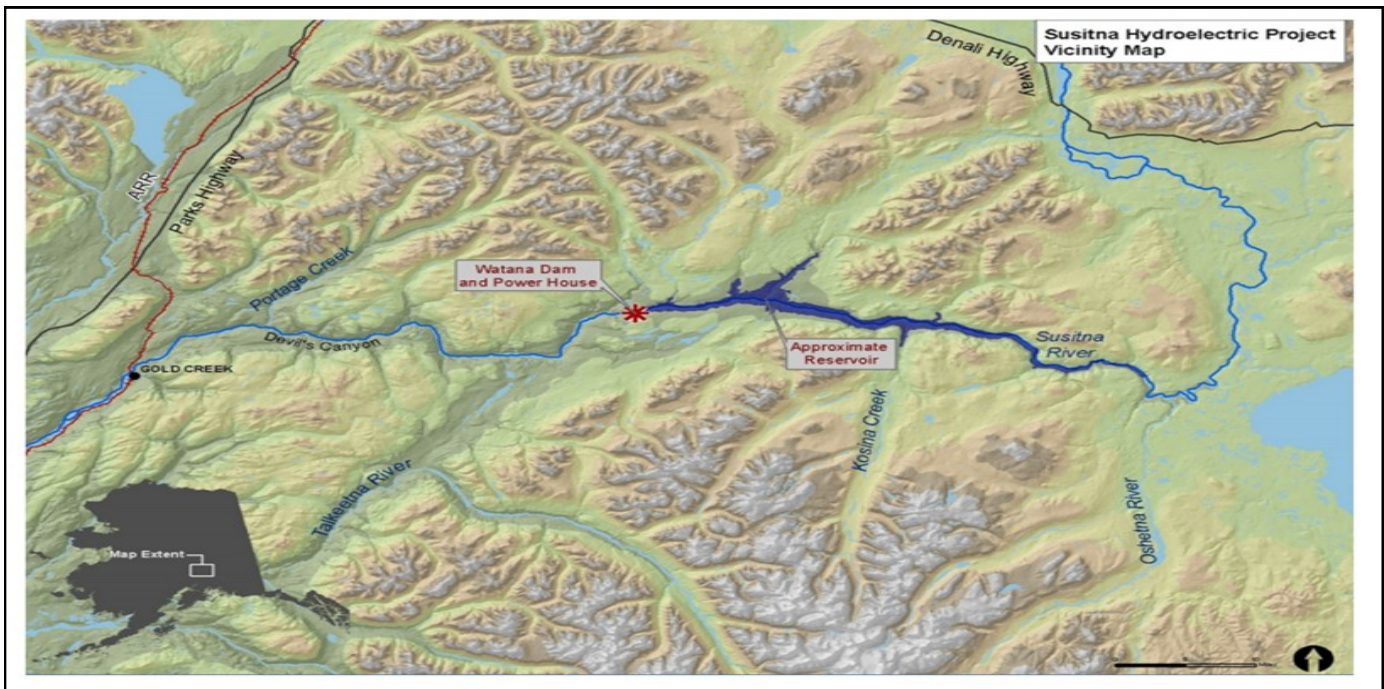 Susitna Hydroelectric Project
Vicinity Map
Denali Highway
ARR
Parks Highway
Portage Creek
Watana Dam
and Power House
Devil's Canyon
Approximate
Reservoir
Susitna
River
GOLD CREEK
Kosina Creek
Talkeetna River
Oshetna River
Map Extent